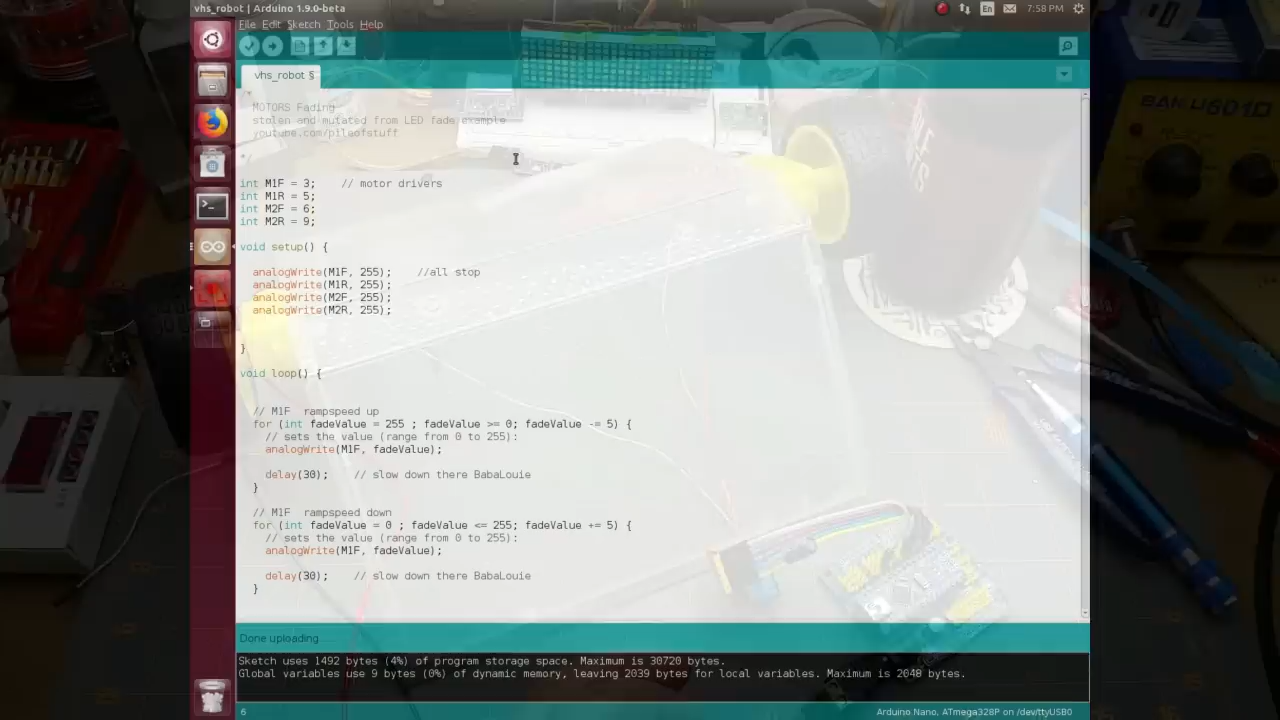 vhs_robot | Arduino 1.9.0-beta
En
7:58 PM
File Edit Sketch Tools Help
vhs_robot §
MOTORS Fading
stolen and mutated from LED fade example
youtube.com/pileofstuff
*/
int M1F = 3;    // motor drivers
int M1R = 5;
int M2F = 6;
int M2R = 9;
void setup() {
analogWrite(M1F, 255);    //all stop
analogWrite(M1R, 255);
analogWrite(M2F, 255);
analogWrite(M2R, 255);
}
void loop() {
// M1F  rampspeed up
for (int fadeValue = 255 ; fadeValue >= 0; fadeValue -= 5) {
// sets the value (range from 0 to 255):
analogWrite(M1F, fadeValue);
delay(30);    // slow down there BabaLouie
}
// M1F  rampspeed down
for (int fadeValue = 0 ; fadeValue <= 255; fadeValue += 5) {
// sets the value (range from 0 to 255):
analogWrite(M1F, fadeValue);
delay(30);    // slow down there BabaLouie
}
Done uploading.
Sketch uses 1492 bytes (4%) of program storage space. Maximum is 30720 bytes.
Global variables use 9 bytes (0%) of dynamic memory, leaving 2039 bytes for local variables. Maximum is 2048 bytes.
6
Arduino Nano, ATmega328P on /dev/ttyUSB0
BAKU601D